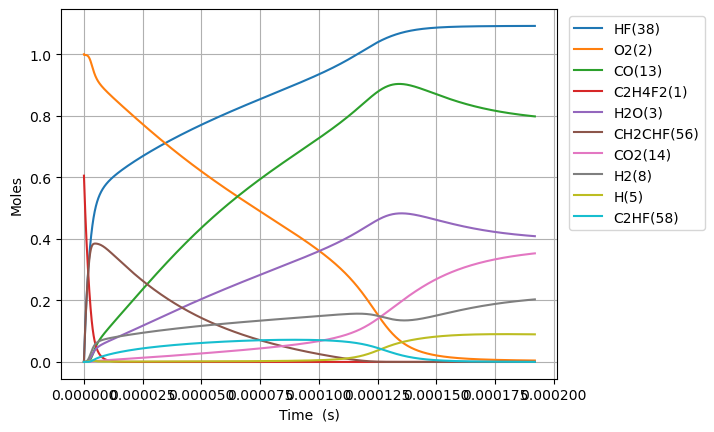 1.0
0.8
0.6
0.4
0.2
0.0
Moles
0.000000 0.000025 0.000050 0.000075 0.000100 0.000125 0.000150 0.000175 0.000200
Time (s)
HF(38)
O2(2)
CO(13)
C2H4F2(1)
H2O(3)
CH2CHF(56)
CO2(14)
H2(8)
H(5)
C2HF(58)